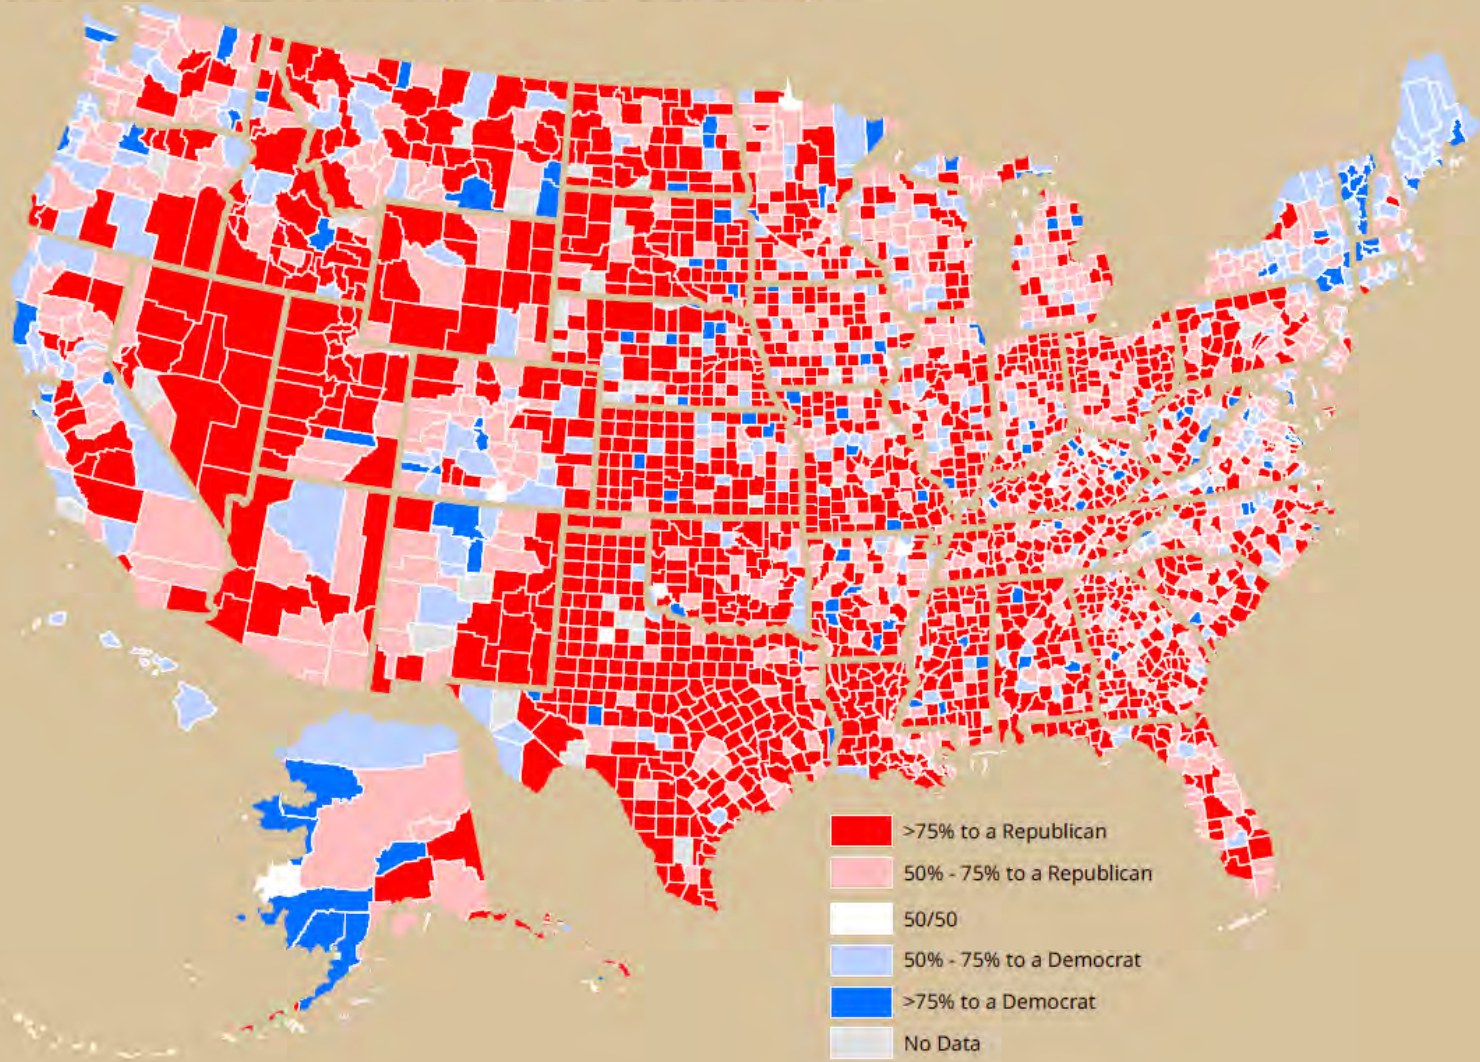 >75% to a Republican
50% - 75% to a Republican
50/50
50% - 75% to a Democrat
>75% to a Democrat
No Data